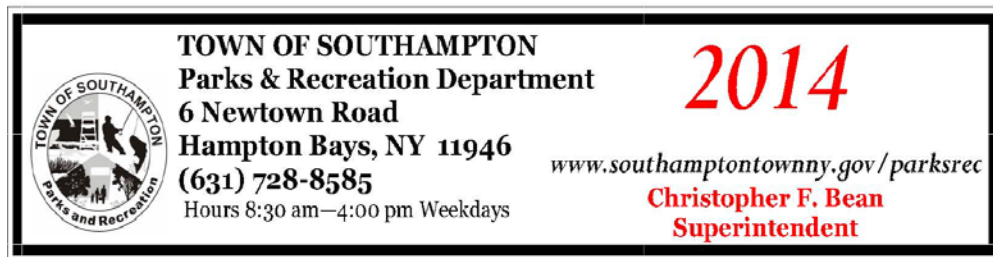 TOWN OF SOUTHAMPTON
Parks and Recreation
TOWN OF SOUTHAMPTON
Parks & Recreation Department
6 Newtown Road
Hampton Bays, NY 11946
(631) 728-8585
Hours 8:30 am—4:00 pm Weekdays
2014
www.southamptontownny.gov/parksrec
Christopher F. Bean
Superintendent